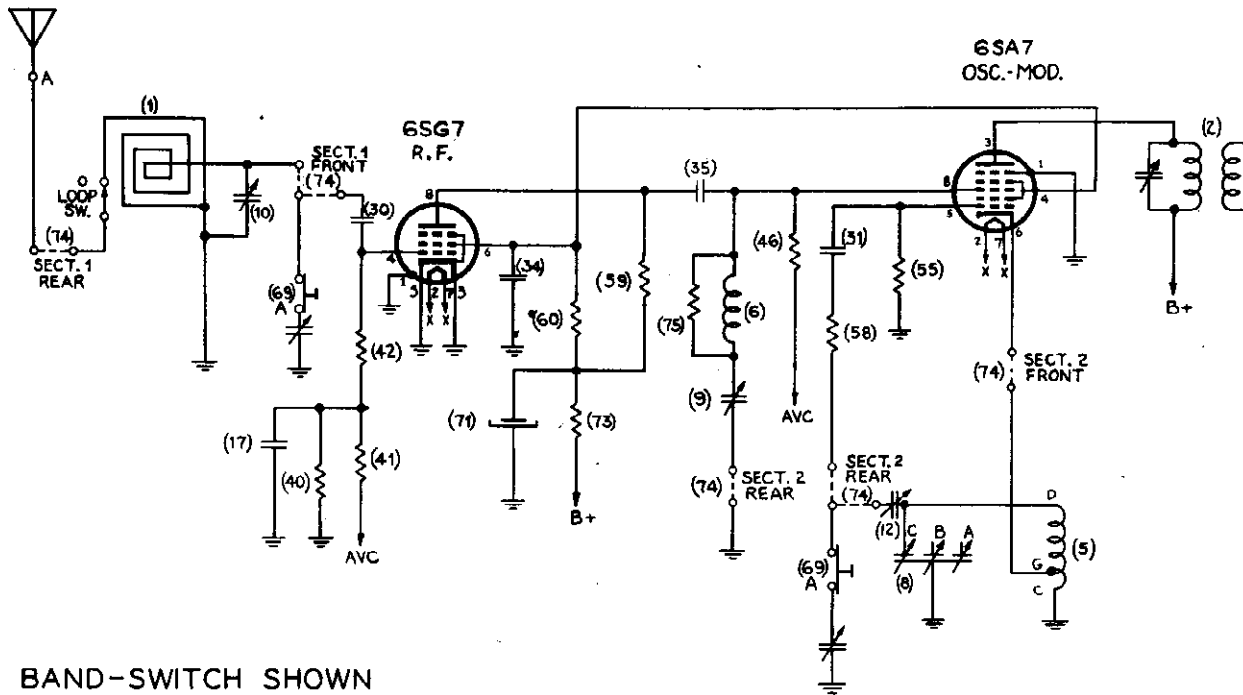 6SA7
OSC.-MOD.
A
(1)
6SG7
R.F.
SECT. 1
FRONT
(74)
LOOP
SW.
(10)
(30)
(74)
SECT. 1
REAR
(69)
A
(42)
(17)
(40)
(41)
AVC
8
4
1
5
2
7
3
6
X
X
(34)
(60)
(59)
(71)
(73)
B+
(35)
(75)
(6)
(9)
(74)
SECT. 2
REAR
(46)
AVC
(31)
(58)
(55)
3
8
5
1
4
2
7
6
X
X
(2)
B+
(74)
SECT. 2
FRONT
SECT. 2
REAR
(74)
(12)
C
B
A
(8)
D
G
C
(5)
(69)
A
BAND-SWITCH SHOWN